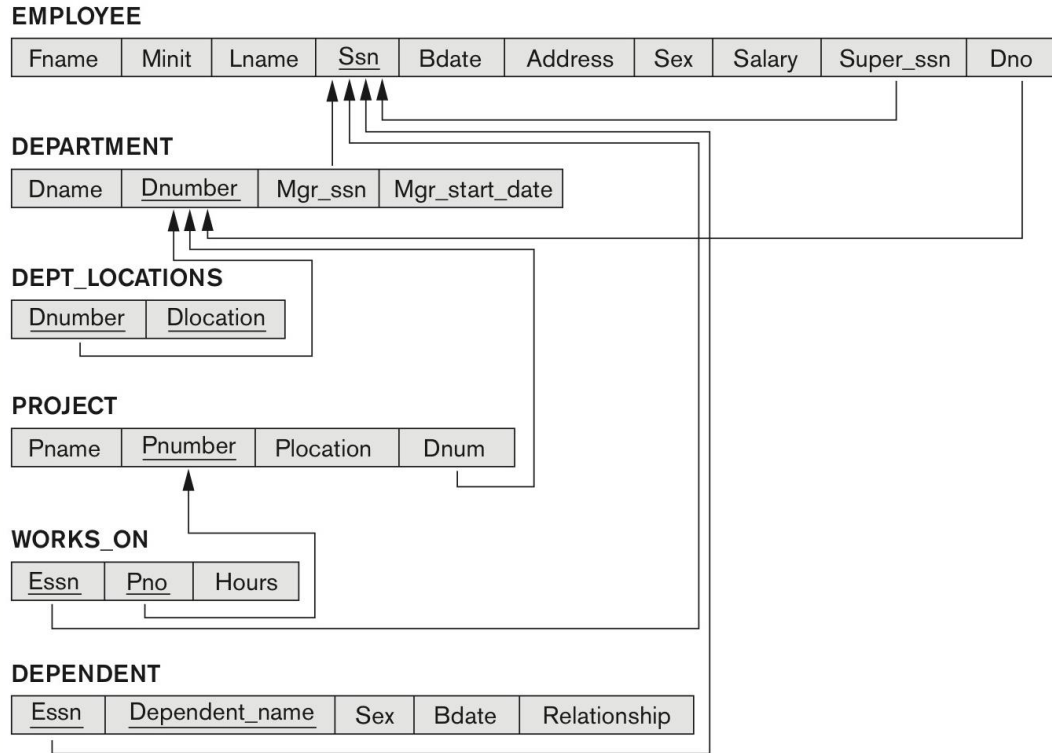 EMPLOYEE
Fname Minit Lname Ssn Bdate Address Sex Salary Super_ssn Dno
DEPARTMENT
Dname Dnumber Mgr_ssn Mgr_start_date
DEPT_LOCATIONS
Dnumber Dlocation
PROJECT
Pname Pnumber Plocation Dnum
WORKS_ON
Essn Pno Hours
DEPENDENT
Essn Dependent_name Sex Bdate Relationship